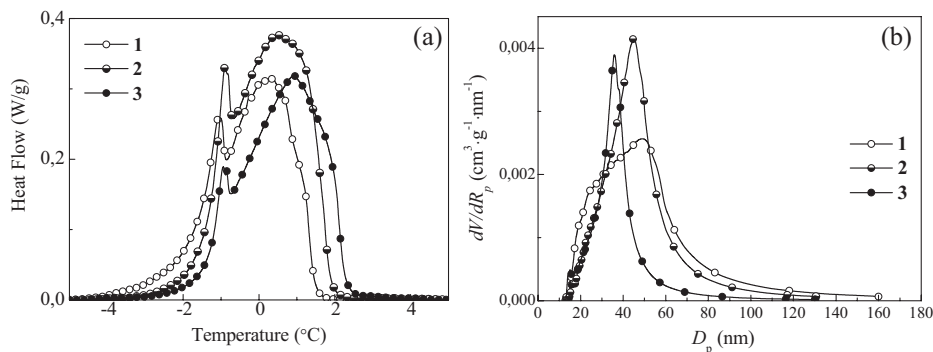 (a)
1
2
3
Heat Flow (W/g)
0,4
0,2
0,0
-4 -2 0 2 4
Temperature (°C)
(b)
1
2
3
dV/dRp (cm³·g⁻¹·nm⁻¹)
0,004
0,002
0,000
0 20 40 60 80 100 120 140 160 180
Dp (nm)